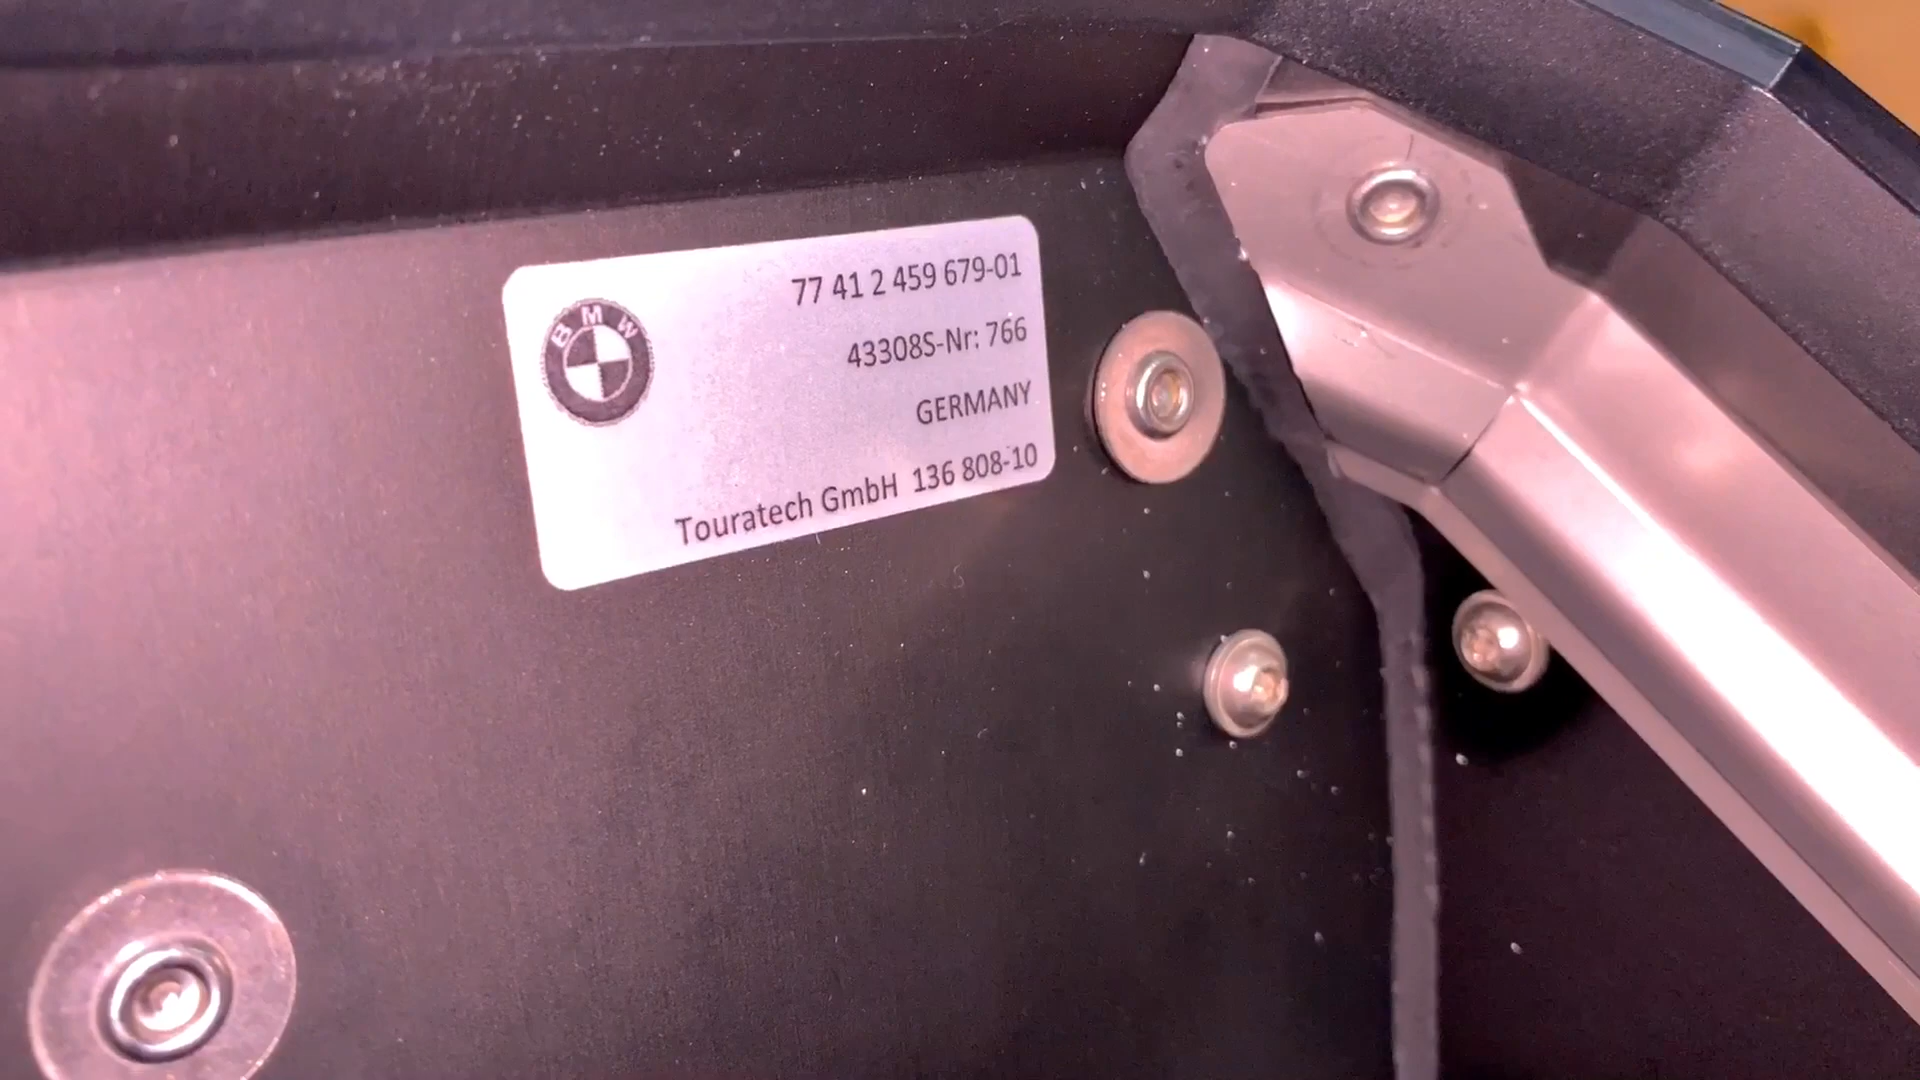 BMW
77 41 2 459 679-01
43308S-Nr: 766
GERMANY
Touratech GmbH 136 808-10